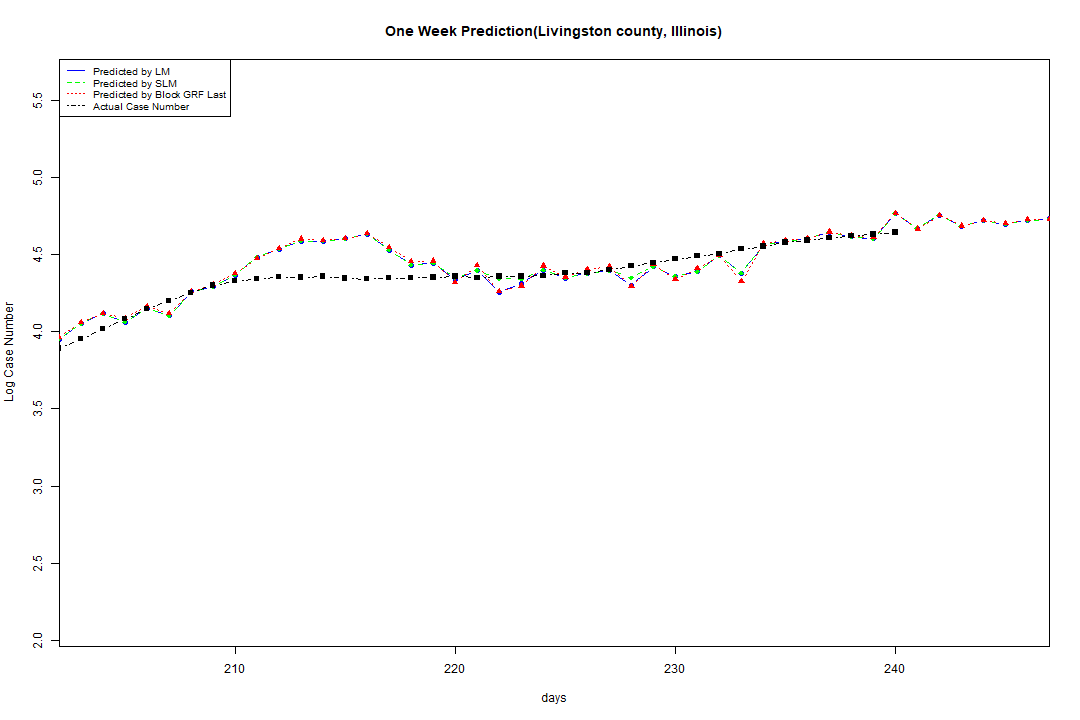 One Week Prediction(Livingston county, Illinois)
Predicted by LM
Predicted by SLM
Predicted by Block GRF Last
Actual Case Number
5.5
5.0
4.5
4.0
3.5
3.0
2.5
2.0
Log Case Number
210 220 230 240
days